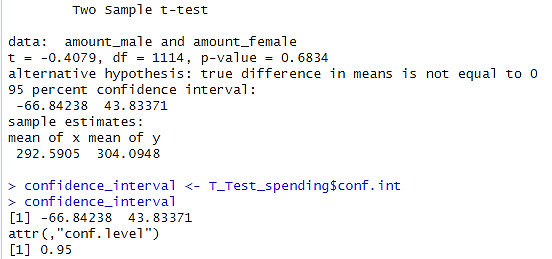 Two Sample t-test
data:  amount_male and amount_female
t = -0.4079, df = 1114, p-value = 0.6834
alternative hypothesis: true difference in means is not equal to 0
95 percent confidence interval:
 -66.84238  43.83371
sample estimates:
mean of x mean of y
 292.5905  304.0948
> confidence_interval <- T_Test_spending$conf.int
> confidence_interval
[1] -66.84238  43.83371
attr(,"conf.level")
[1] 0.95